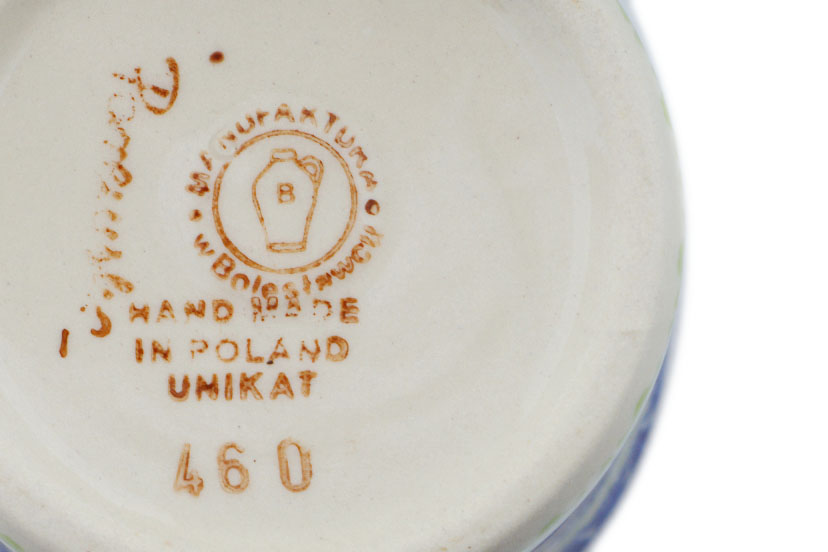 MANUFAKTURA
w Bolesławcu
B
HAND MADE
IN POLAND
UNIKAT
460